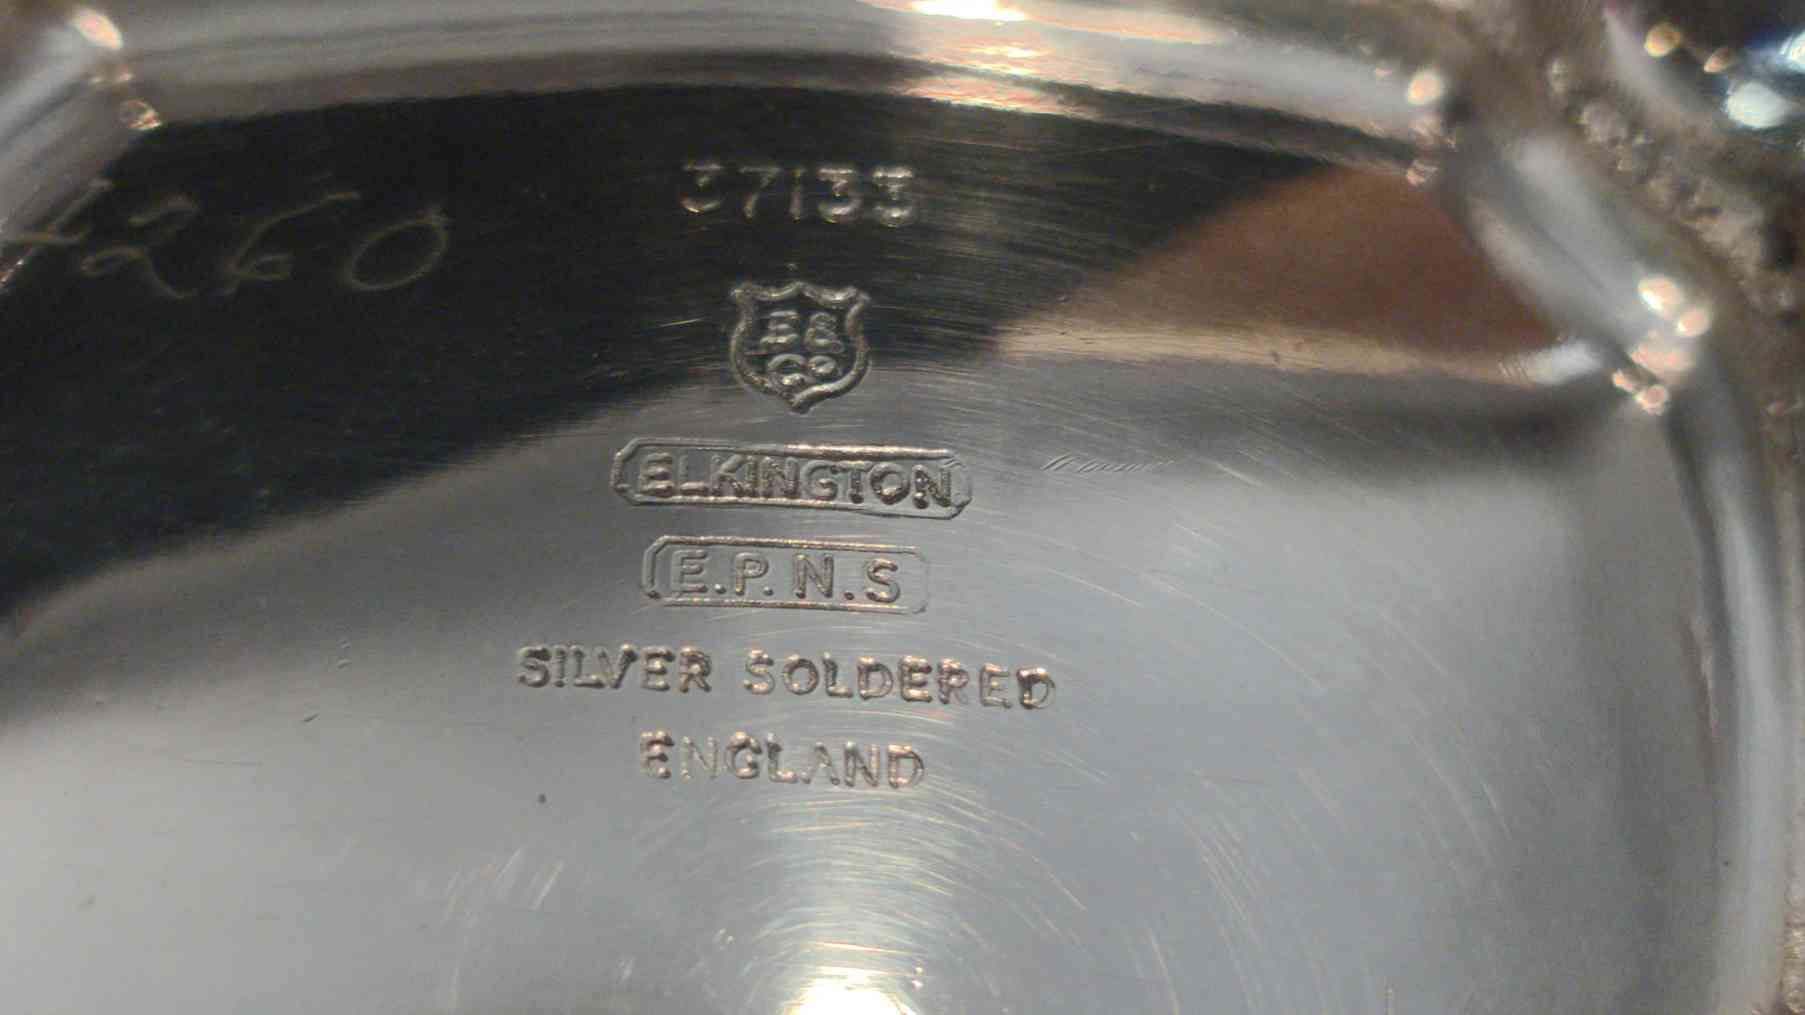 37133
4260
E &
Co
ELKINGTON
E.P.N.S
SILVER SOLDERED
ENGLAND